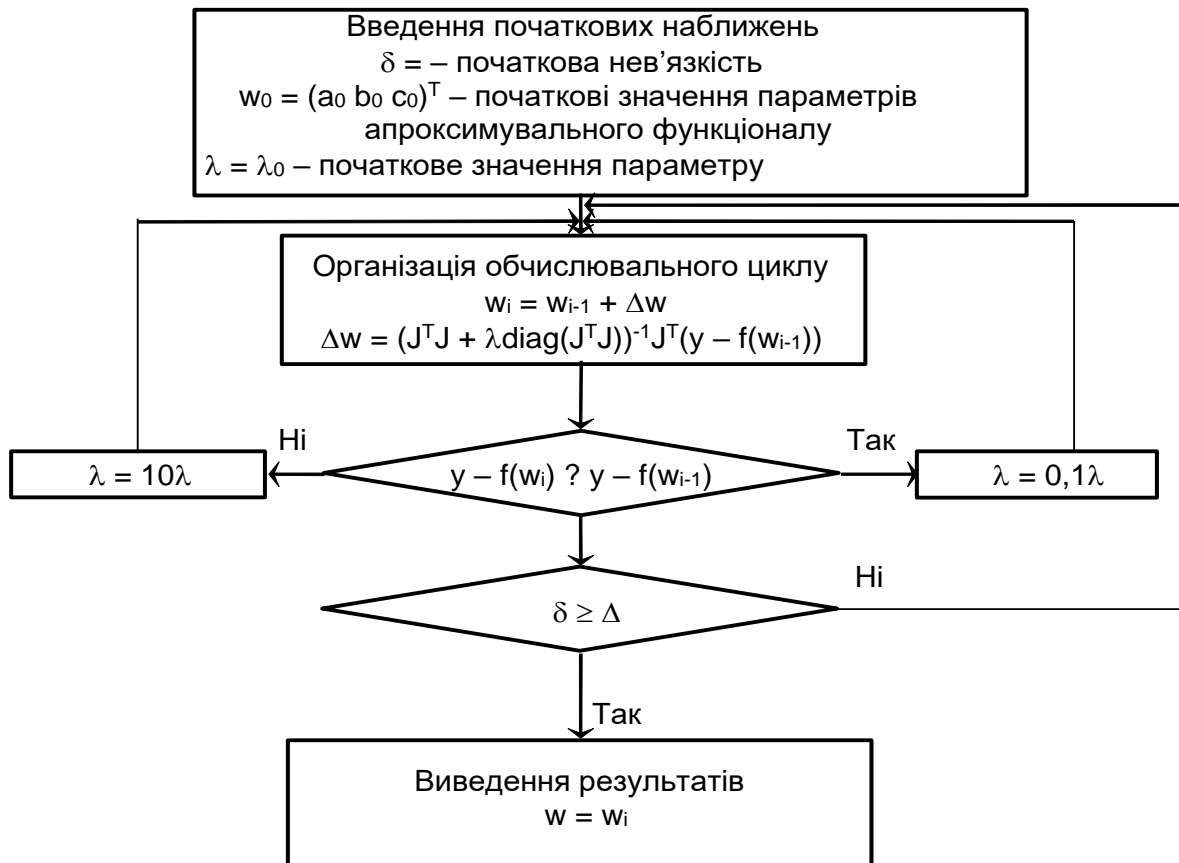 Введення початкових наближень
δ = – початкова нев’язкість
w₀ = (a₀ b₀ c₀)ᵀ – початкові значення параметрів
апроксимувального функціоналу
λ = λ₀ – початкове значення параметру
Організація обчислювального циклу
wᵢ = wᵢ₋₁ + Δw
Δw = (JᵀJ + λdiag(JᵀJ))⁻¹Jᵀ(y – f(wᵢ₋₁))
Ні
Так
λ = 10λ
y – f(wᵢ) ? y – f(wᵢ₋₁)
λ = 0,1λ
Ні
δ ≥ Δ
Так
Виведення результатів
w = wᵢ